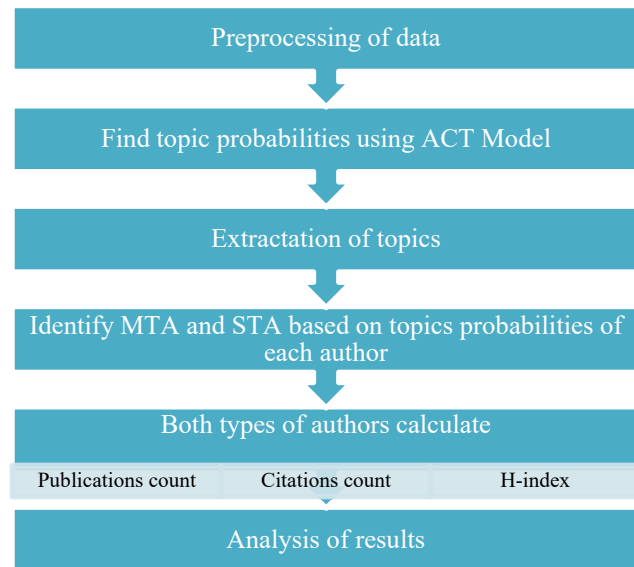 Preprocessing of data
Find topic probabilities using ACT Model
Extractation of topics
Identify MTA and STA based on topics probabilities of
each author
Both types of authors calculate
Publications count
Citations count
H-index
Analysis of results